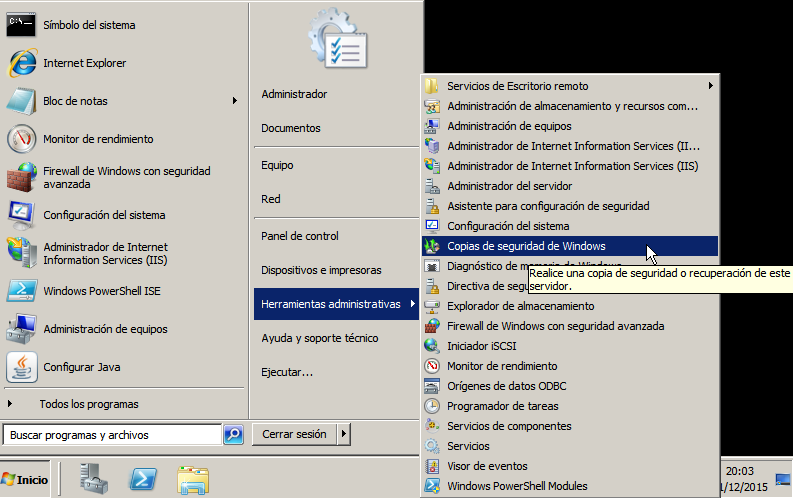 Símbolo del sistema
Internet Explorer
Bloc de notas
Monitor de rendimiento
Firewall de Windows con seguridad
avanzada
Configuración del sistema
Administrador de Internet
Information Services (IIS)
Windows PowerShell ISE
Administración de equipos
Configurar Java
Todos los programas
Buscar programas y archivos
Administrador
Documentos
Equipo
Red
Panel de control
Dispositivos e impresoras
Herramientas administrativas
Ayuda y soporte técnico
Ejecutar...
Cerrar sesión
Servicios de Escritorio remoto
Administración de almacenamiento y recursos com...
Administración de equipos
Administrador de Internet Information Services (II...
Administrador de Internet Information Services (IIS)
Administrador del servidor
Asistente para configuración de seguridad
Configuración del sistema
Copias de seguridad de Windows
Diagnóstico de memoria de Windows
Realice una copia de seguridad o recuperación de este
servidor.
Directiva de segu
Explorador de almacenamiento
Firewall de Windows con seguridad avanzada
Iniciador iSCSI
Monitor de rendimiento
Orígenes de datos ODBC
Programador de tareas
Servicios de componentes
Servicios
Visor de eventos
Windows PowerShell Modules
Inicio
20:03
/12/2015